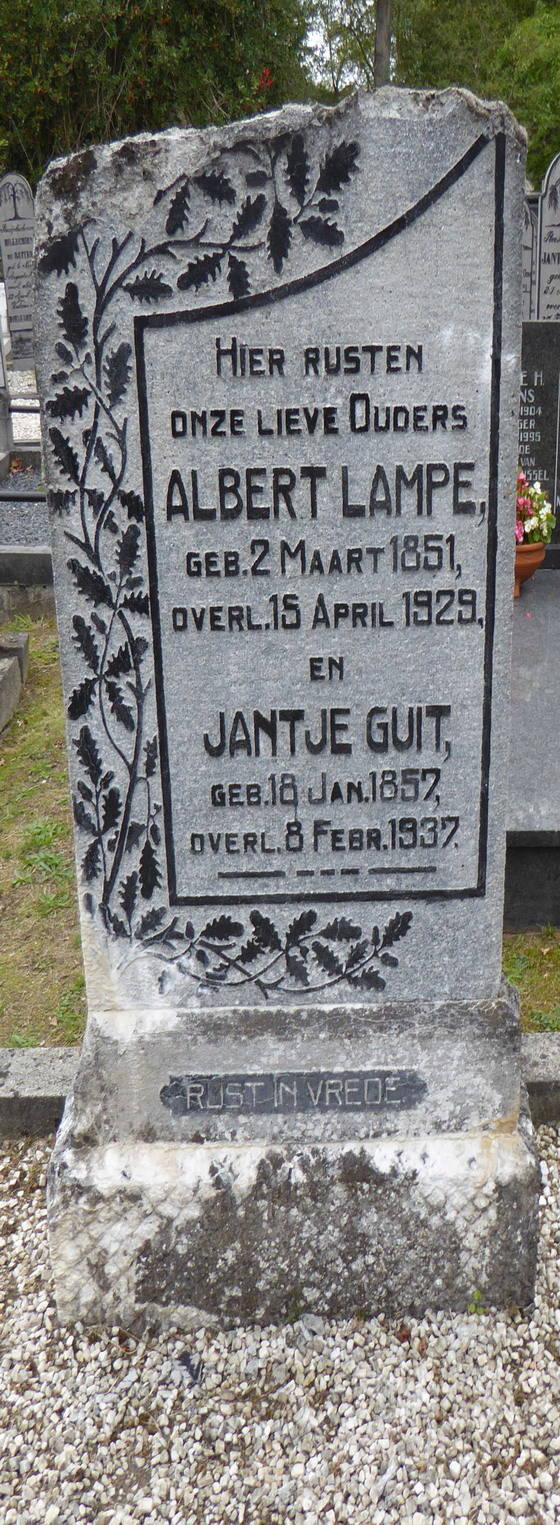 HIER RUSTEN
ONZE LIEVE OUDERS
ALBERT LAMPE,
GEB. 2 MAART 1851,
OVERL. 15 APRIL 1929.
EN
JANTJE GUIT,
GEB. 18 JAN. 1857,
OVERL. 8 FEBR. 1937.
RUST IN VREDE